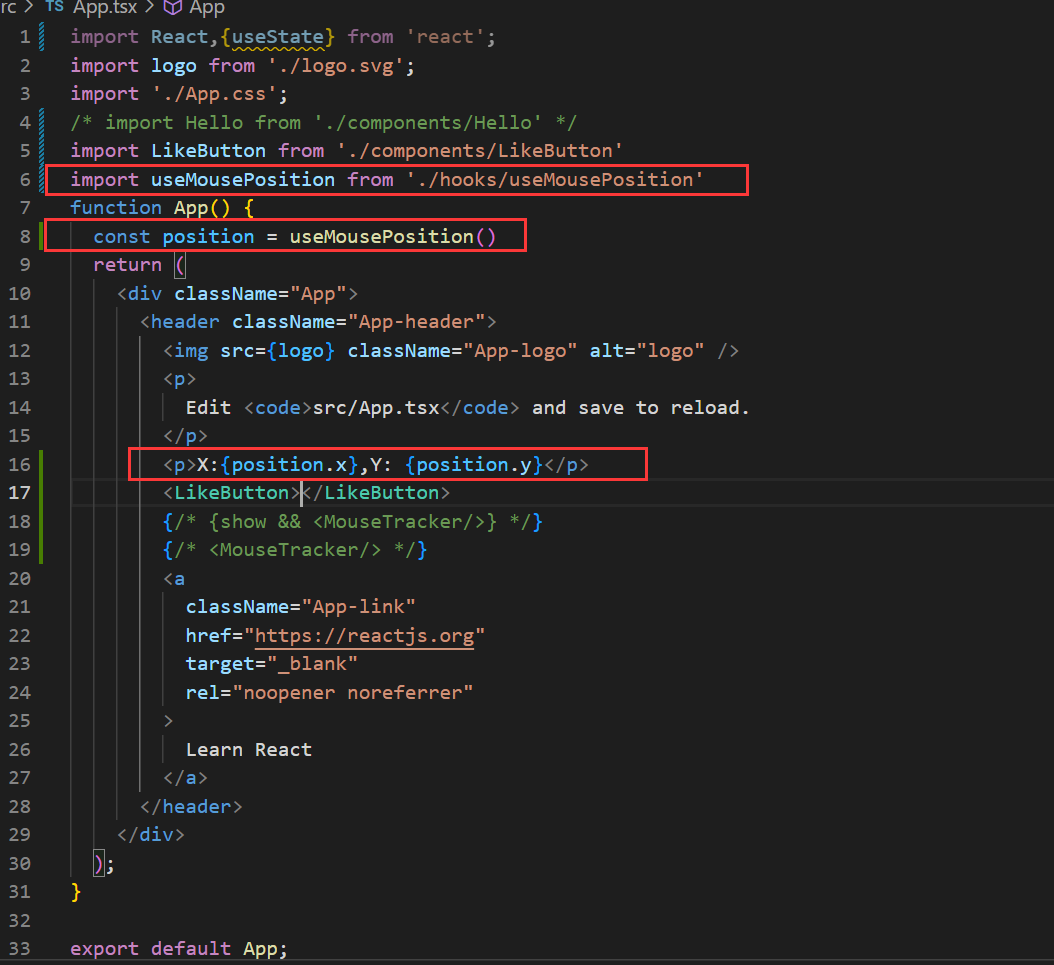 rc > TS App.tsx > App
1 import React,{useState} from 'react';
2 import logo from './logo.svg';
3 import './App.css';
4 /* import Hello from './components/Hello' */
5 import LikeButton from './components/LikeButton'
6 import useMousePosition from './hooks/useMousePosition'
7 function App() {
8   const position = useMousePosition()
9   return (
10     <div className="App">
11       <header className="App-header">
12         <img src={logo} className="App-logo" alt="logo" />
13         <p>
14           Edit <code>src/App.tsx</code> and save to reload.
15         </p>
16         <p>X:{position.x},Y: {position.y}</p>
17         <LikeButton></LikeButton>
18         {/* {show && <MouseTracker/>} */}
19         {/* <MouseTracker/> */}
20         <a
21           className="App-link"
22           href="https://reactjs.org"
23           target="_blank"
24           rel="noopener noreferrer"
25         >
26           Learn React
27         </a>
28       </header>
29     </div>
30   );
31 }
32
33 export default App;